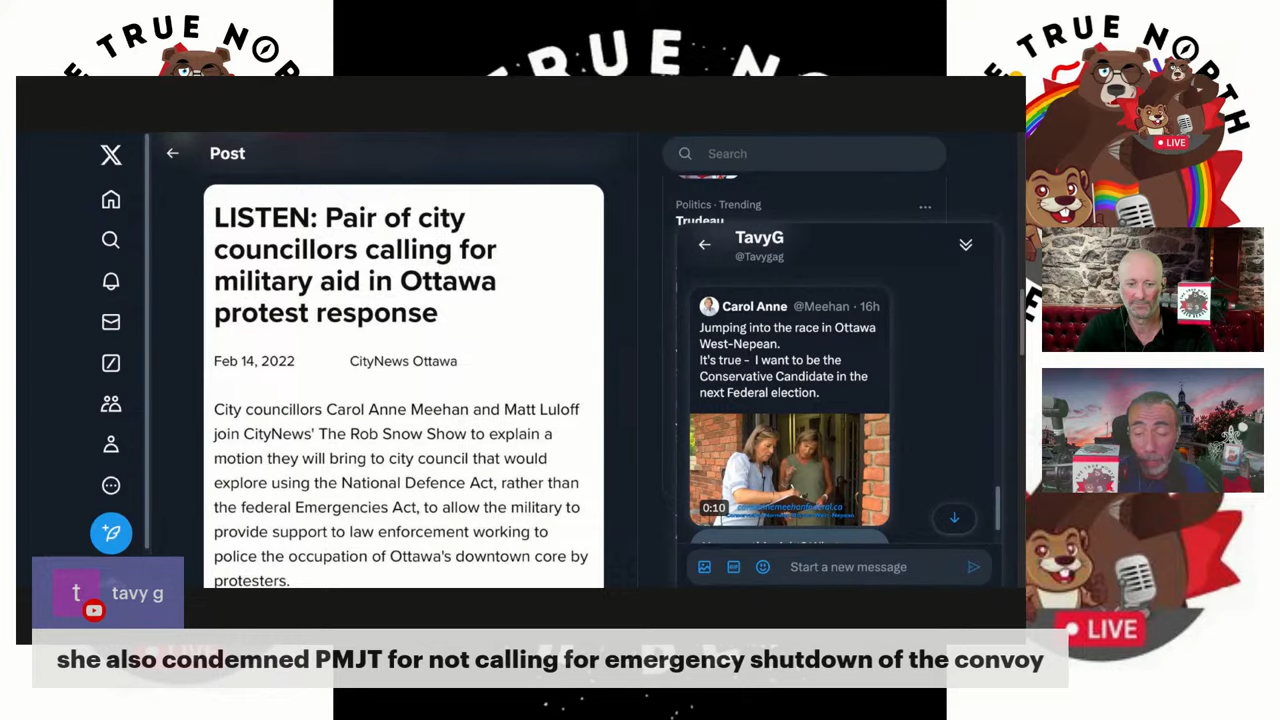 THE TRUE NORTH
TRUE NO
E TRUE NORTH
LIVE
Post
LISTEN: Pair of city
councillors calling for
military aid in Ottawa
protest response
Feb 14, 2022
CityNews Ottawa
City councillors Carol Anne Meehan and Matt Luloff
join CityNews' The Rob Snow Show to explain a
motion they will bring to city council that would
explore using the National Defence Act, rather than
the federal Emergencies Act, to allow the military to
provide support to law enforcement working to
police the occupation of Ottawa's downtown core by
protesters.
Search
Politics · Trending
Trudeau
TavyG
@Tavygag
Carol Anne @Meehan · 16h
Jumping into the race in Ottawa
West-Nepean.
It's true - I want to be the
Conservative Candidate in the
next Federal election.
0:10
Start a new message
t tavy g
she also condemned PMJT for not calling for emergency shutdown of the convoy
LIVE